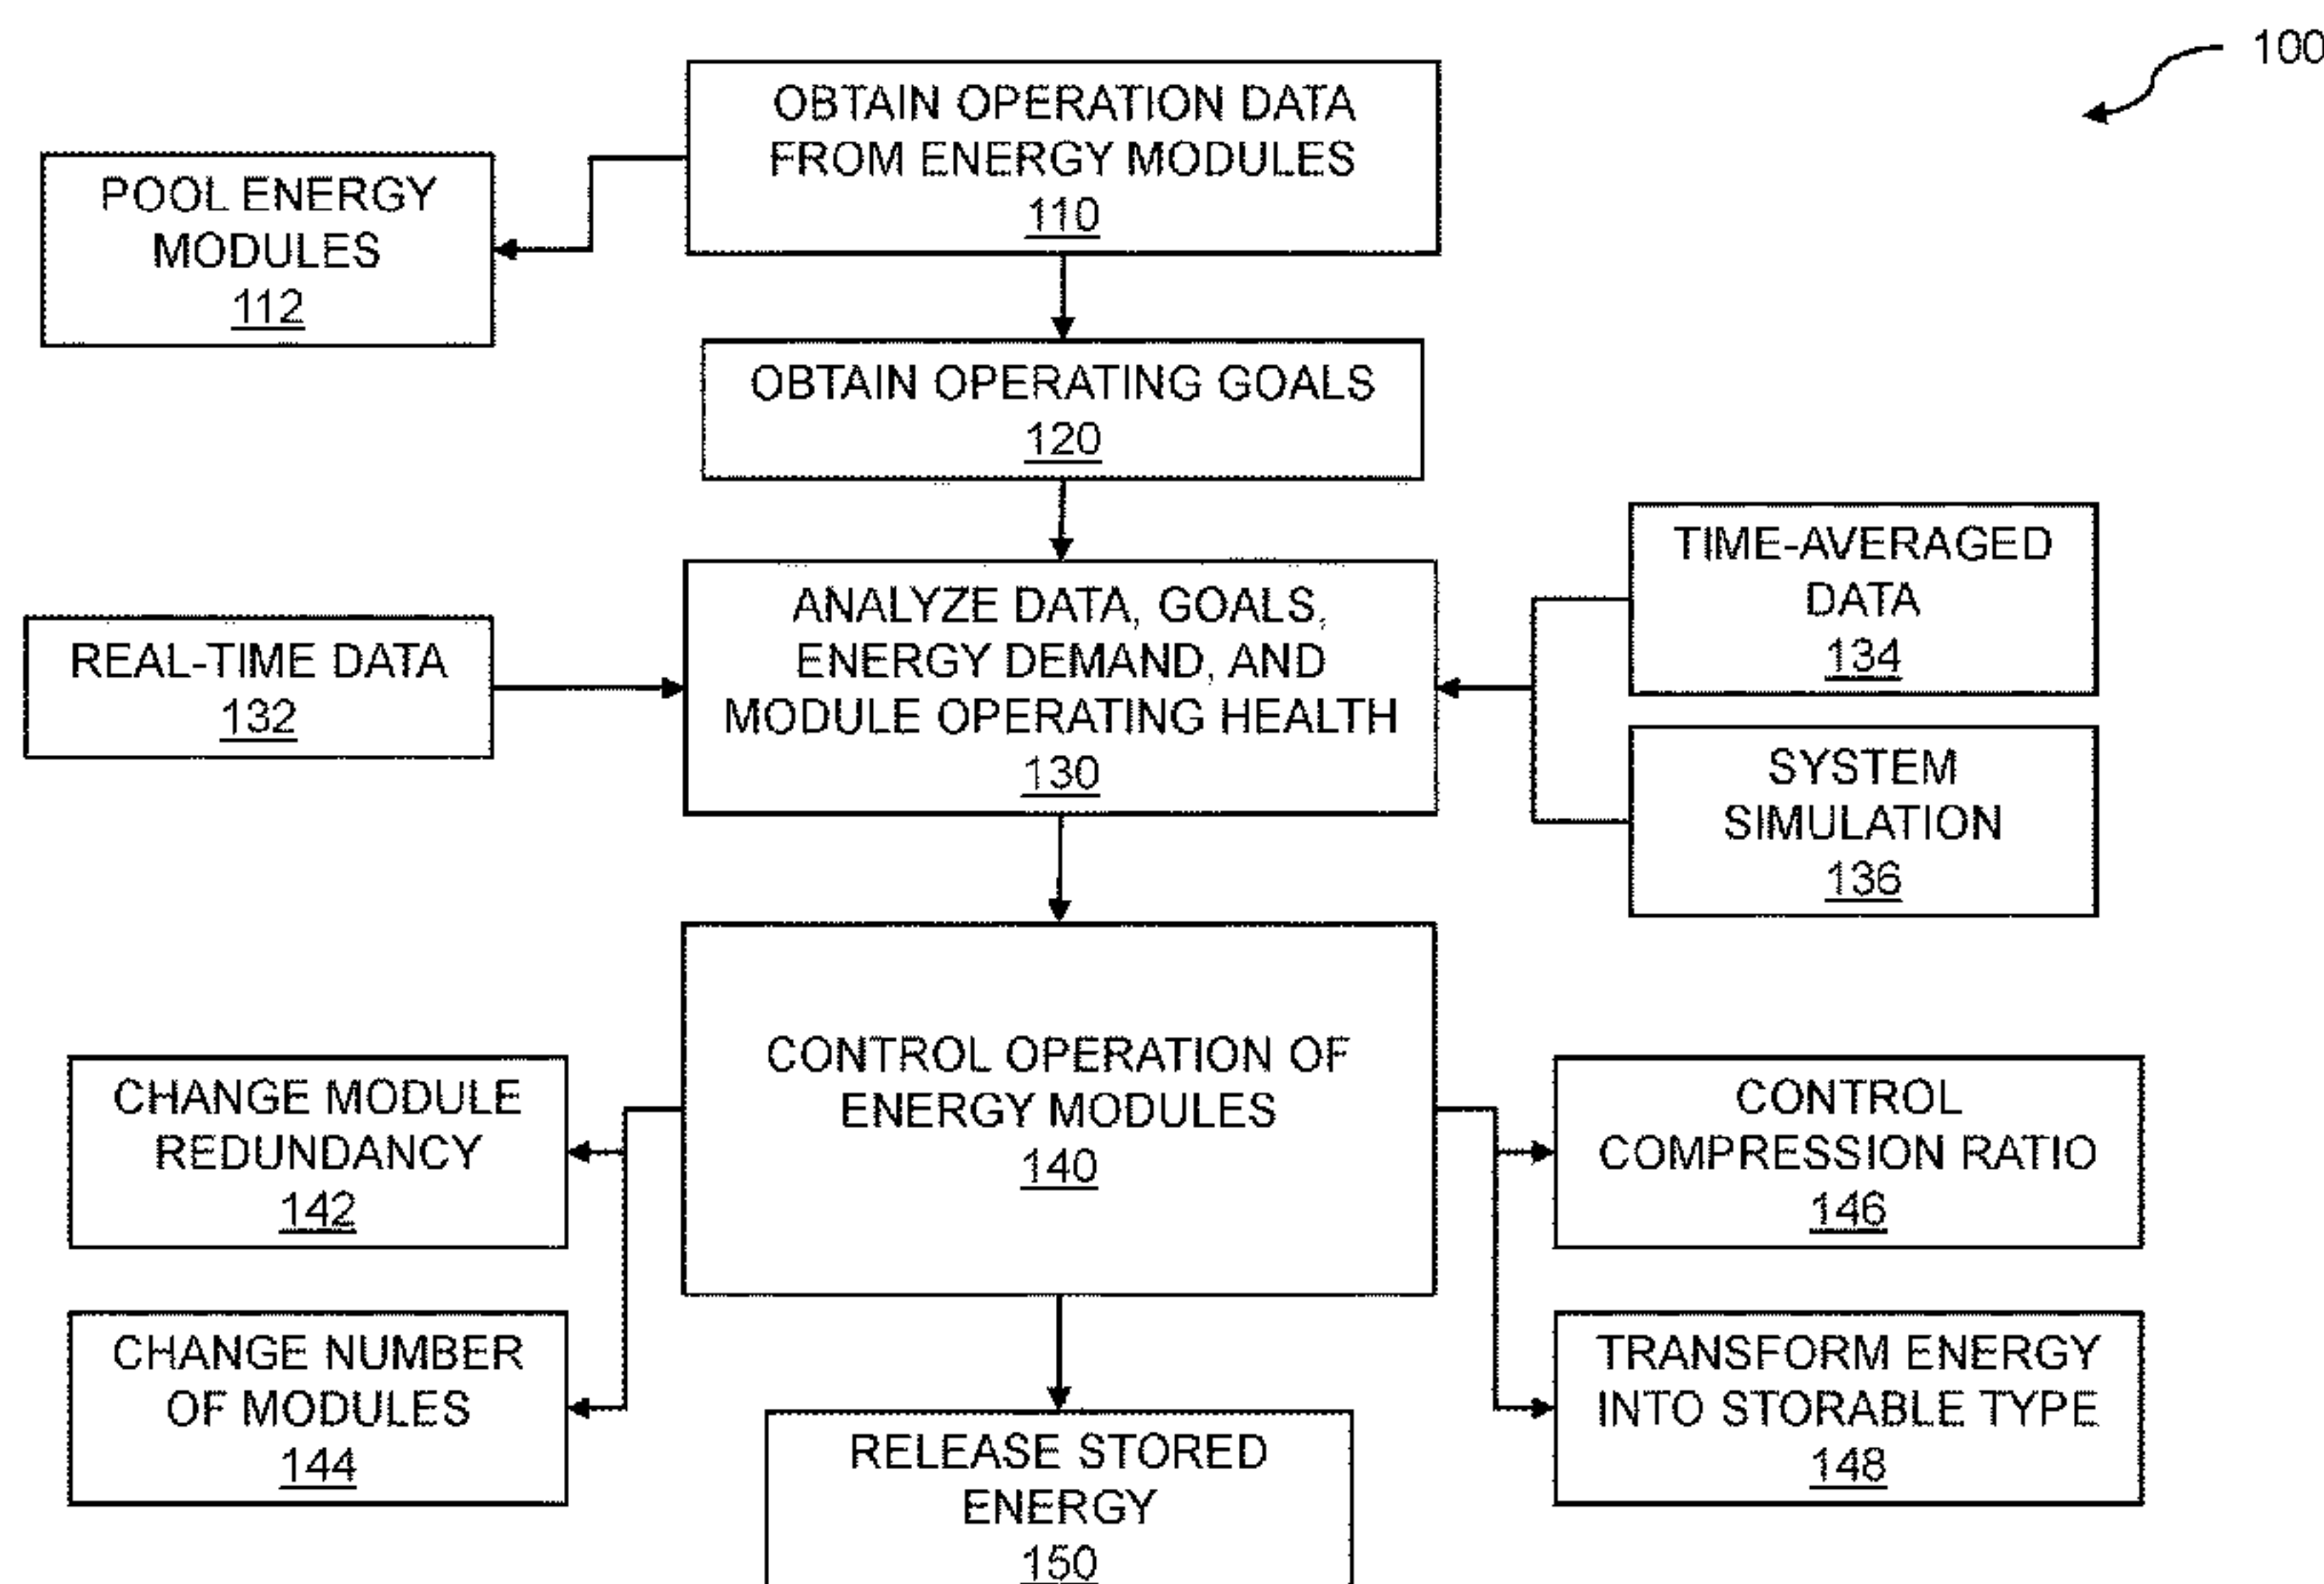 100
OBTAIN OPERATION DATA
FROM ENERGY MODULES
110
POOL ENERGY
MODULES
112
OBTAIN OPERATING GOALS
120
ANALYZE DATA, GOALS,
ENERGY DEMAND, AND
MODULE OPERATING HEALTH
130
REAL-TIME DATA
132
TIME-AVERAGED
DATA
134
SYSTEM
SIMULATION
136
CONTROL OPERATION OF
ENERGY MODULES
140
CHANGE MODULE
REDUNDANCY
142
CHANGE NUMBER
OF MODULES
144
CONTROL
COMPRESSION RATIO
146
TRANSFORM ENERGY
INTO STORABLE TYPE
148
RELEASE STORED
ENERGY
150